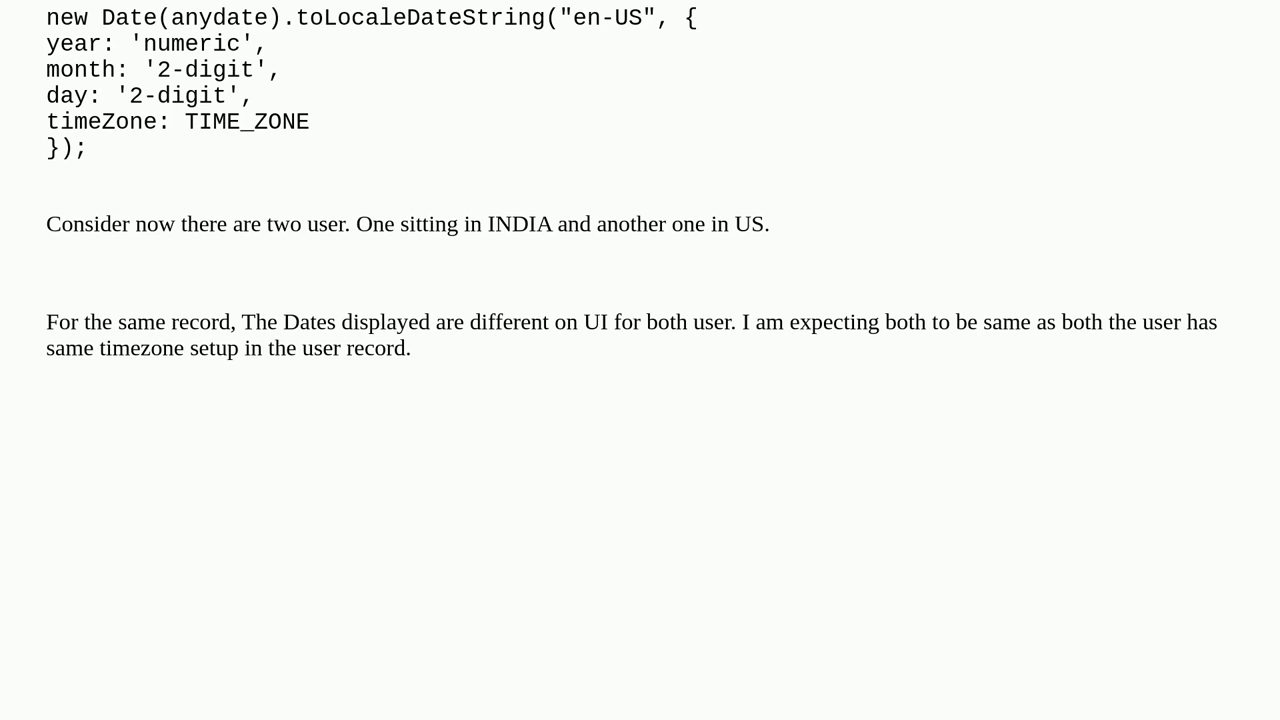 new Date(anydate).toLocaleDateString("en-US", {
year: 'numeric',
month: '2-digit',
day: '2-digit',
timeZone: TIME_ZONE
});
Consider now there are two user. One sitting in INDIA and another one in US.
For the same record, The Dates displayed are different on UI for both user. I am expecting both to be same as both the user has
same timezone setup in the user record.